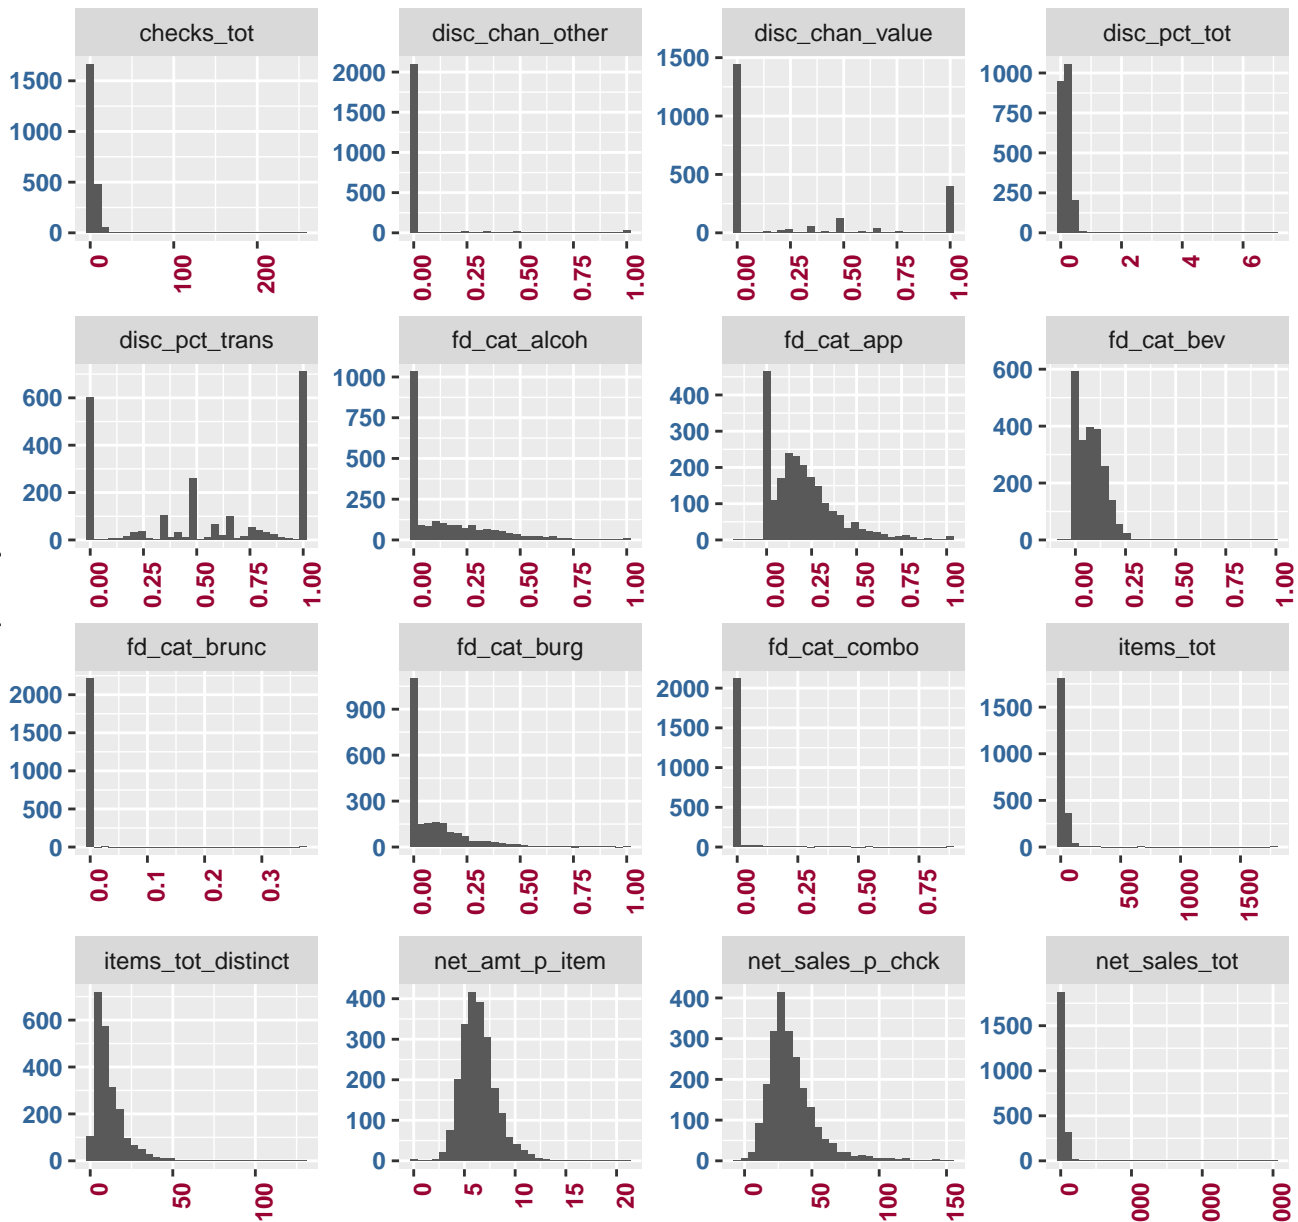 checks_tot disc_chan_other disc_chan_value disc_pct_tot
1500 1000 500 0
2000 1500 1000 500 0
1500 1000 500 0
1000 750 500 250 0
0 100 200
0.00 0.25 0.50 0.75 1.00
0.00 0.25 0.50 0.75 1.00
0 2 4 6
disc_pct_trans fd_cat_alcoh fd_cat_app fd_cat_bev
600 400 200 0
1000 750 500 250 0
400 300 200 100 0
600 400 200 0
0.00 0.25 0.50 0.75 1.00
0.00 0.25 0.50 0.75 1.00
0.00 0.25 0.50 0.75 1.00
0.00 0.25 0.50 0.75 1.00
fd_cat_brunc fd_cat_burg fd_cat_combo items_tot
2000 1500 1000 500 0
900 600 300 0
2000 1500 1000 500 0
1500 1000 500 0
0.0 0.1 0.2 0.3
0.00 0.25 0.50 0.75 1.00
0.00 0.25 0.50 0.75
0 500 1000 1500
items_tot_distinct net_amt_p_item net_sales_p_chck net_sales_tot
600 400 200 0
400 300 200 100 0
400 300 200 100 0
1500 1000 500 0
0 50 100
0 5 10 15 20
0 50 100 150
0 000 000 000